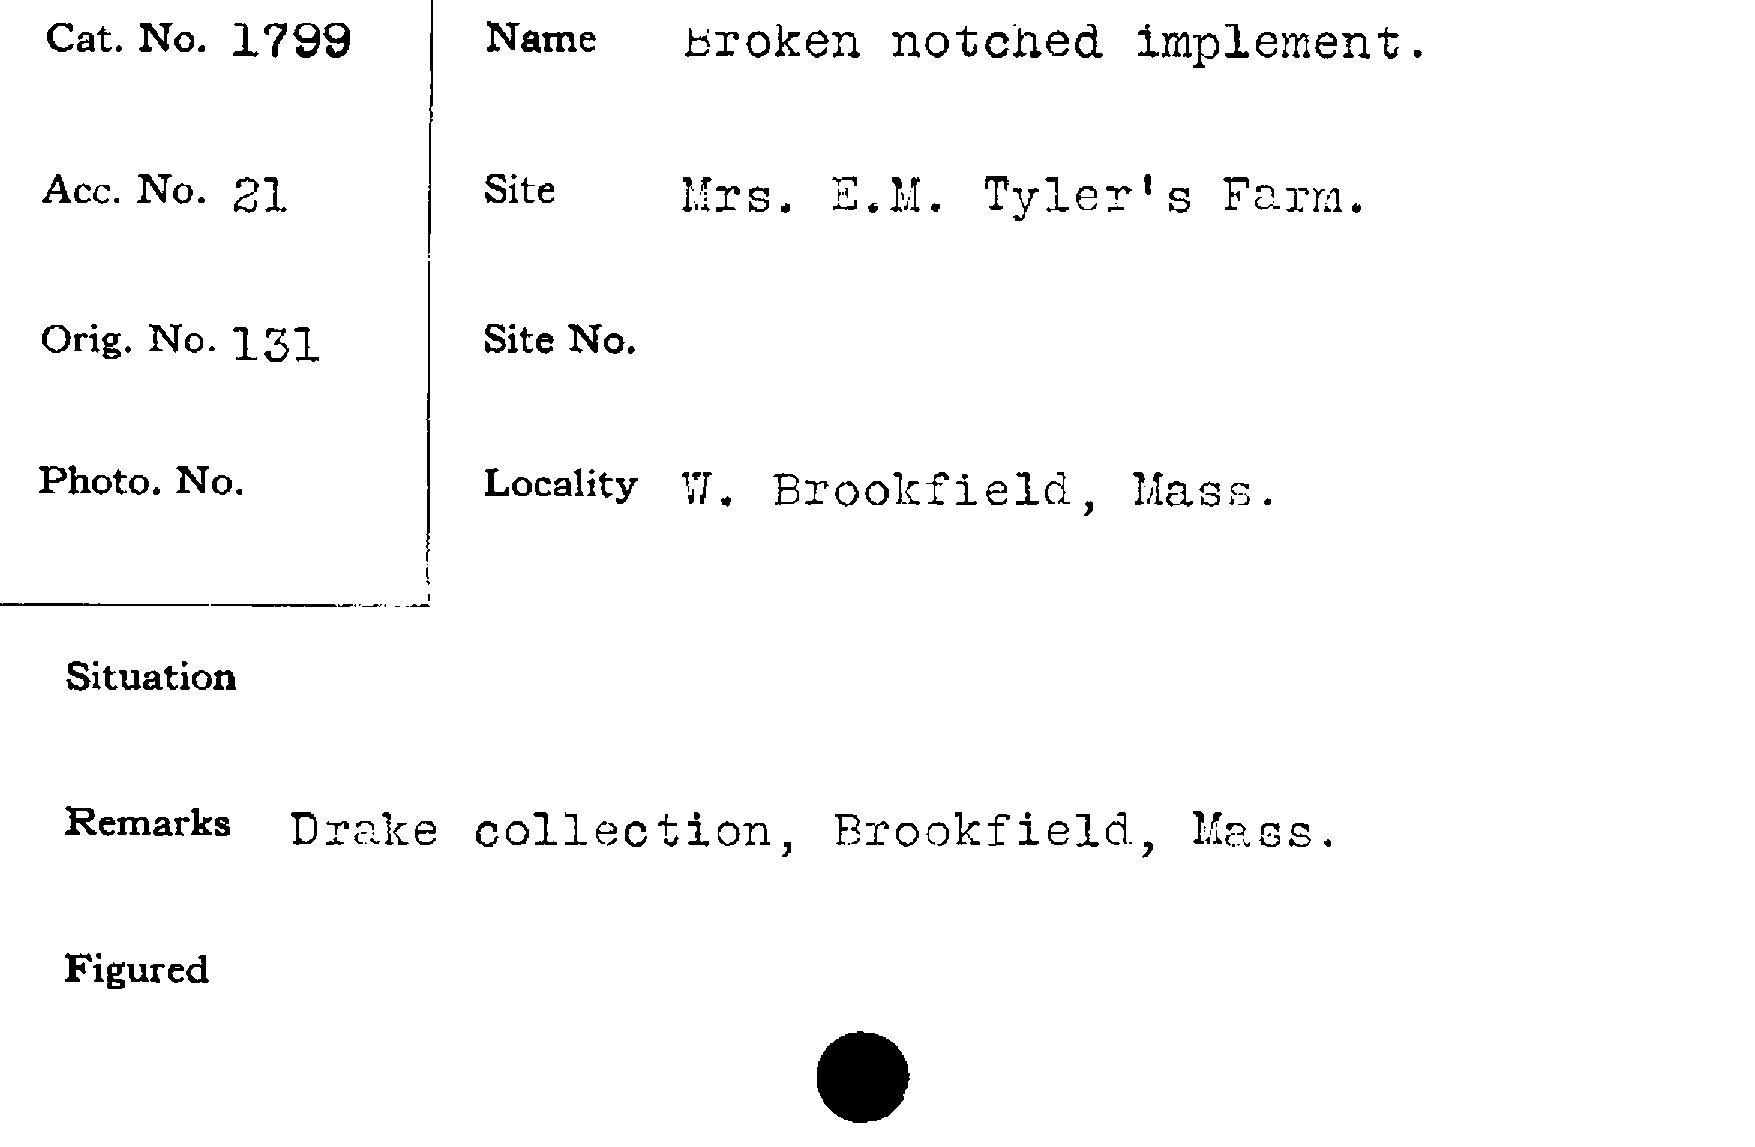 Cat. No. 1799
Name Broken notched implement.
Acc. No. 21
Site Mrs. E.M. Tyler's Farm.
Orig. No. 131
Site No.
Photo. No.
Locality W. Brookfield, Mass.
Situation
Remarks Drake collection, Brookfield, Mass.
Figured